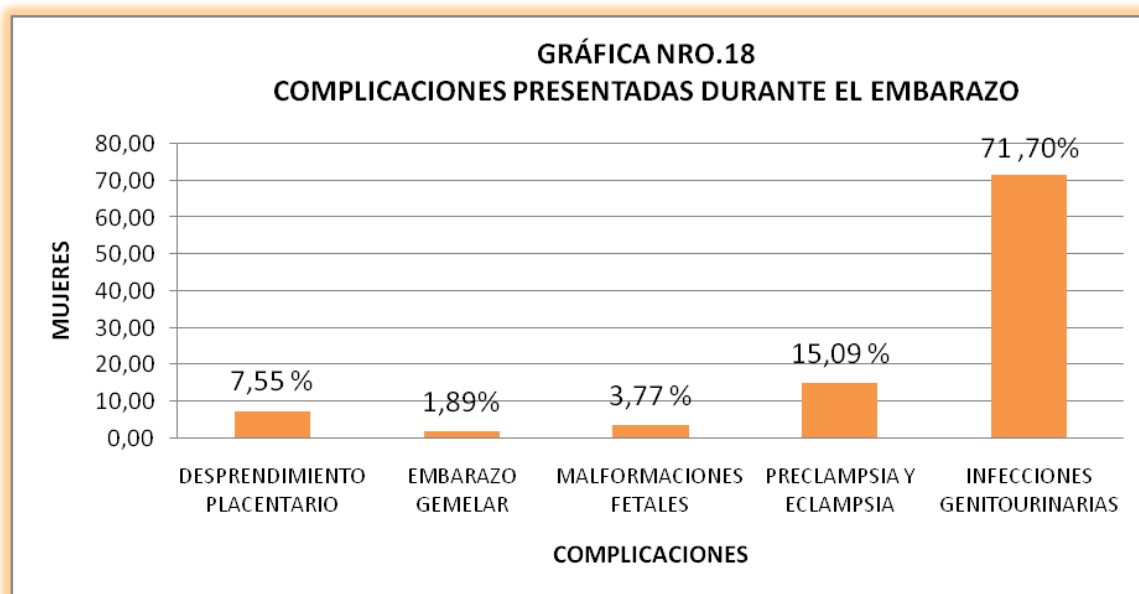 GRÁFICA NRO.18
COMPLICACIONES PRESENTADAS DURANTE EL EMBARAZO
MUJERES
80,00
70,00
60,00
50,00
40,00
30,00
20,00
10,00
0,00
7,55 %
1,89%
3,77 %
15,09 %
71 ,70%
DESPRENDIMIENTO
PLACENTARIO
EMBARAZO
GEMELAR
MALFORMACIONES
FETALES
PRECLAMPSIA Y
ECLAMPSIA
INFECCIONES
GENITOURINARIAS
COMPLICACIONES